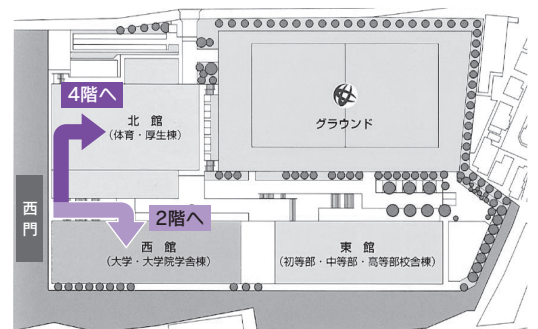 4階へ
北 館
（体育・厚生棟）
グラウンド
西門
2階へ
西 館
（大学・大学院学舎棟）
東 館
（初等部・中等部・高等部校舎棟）